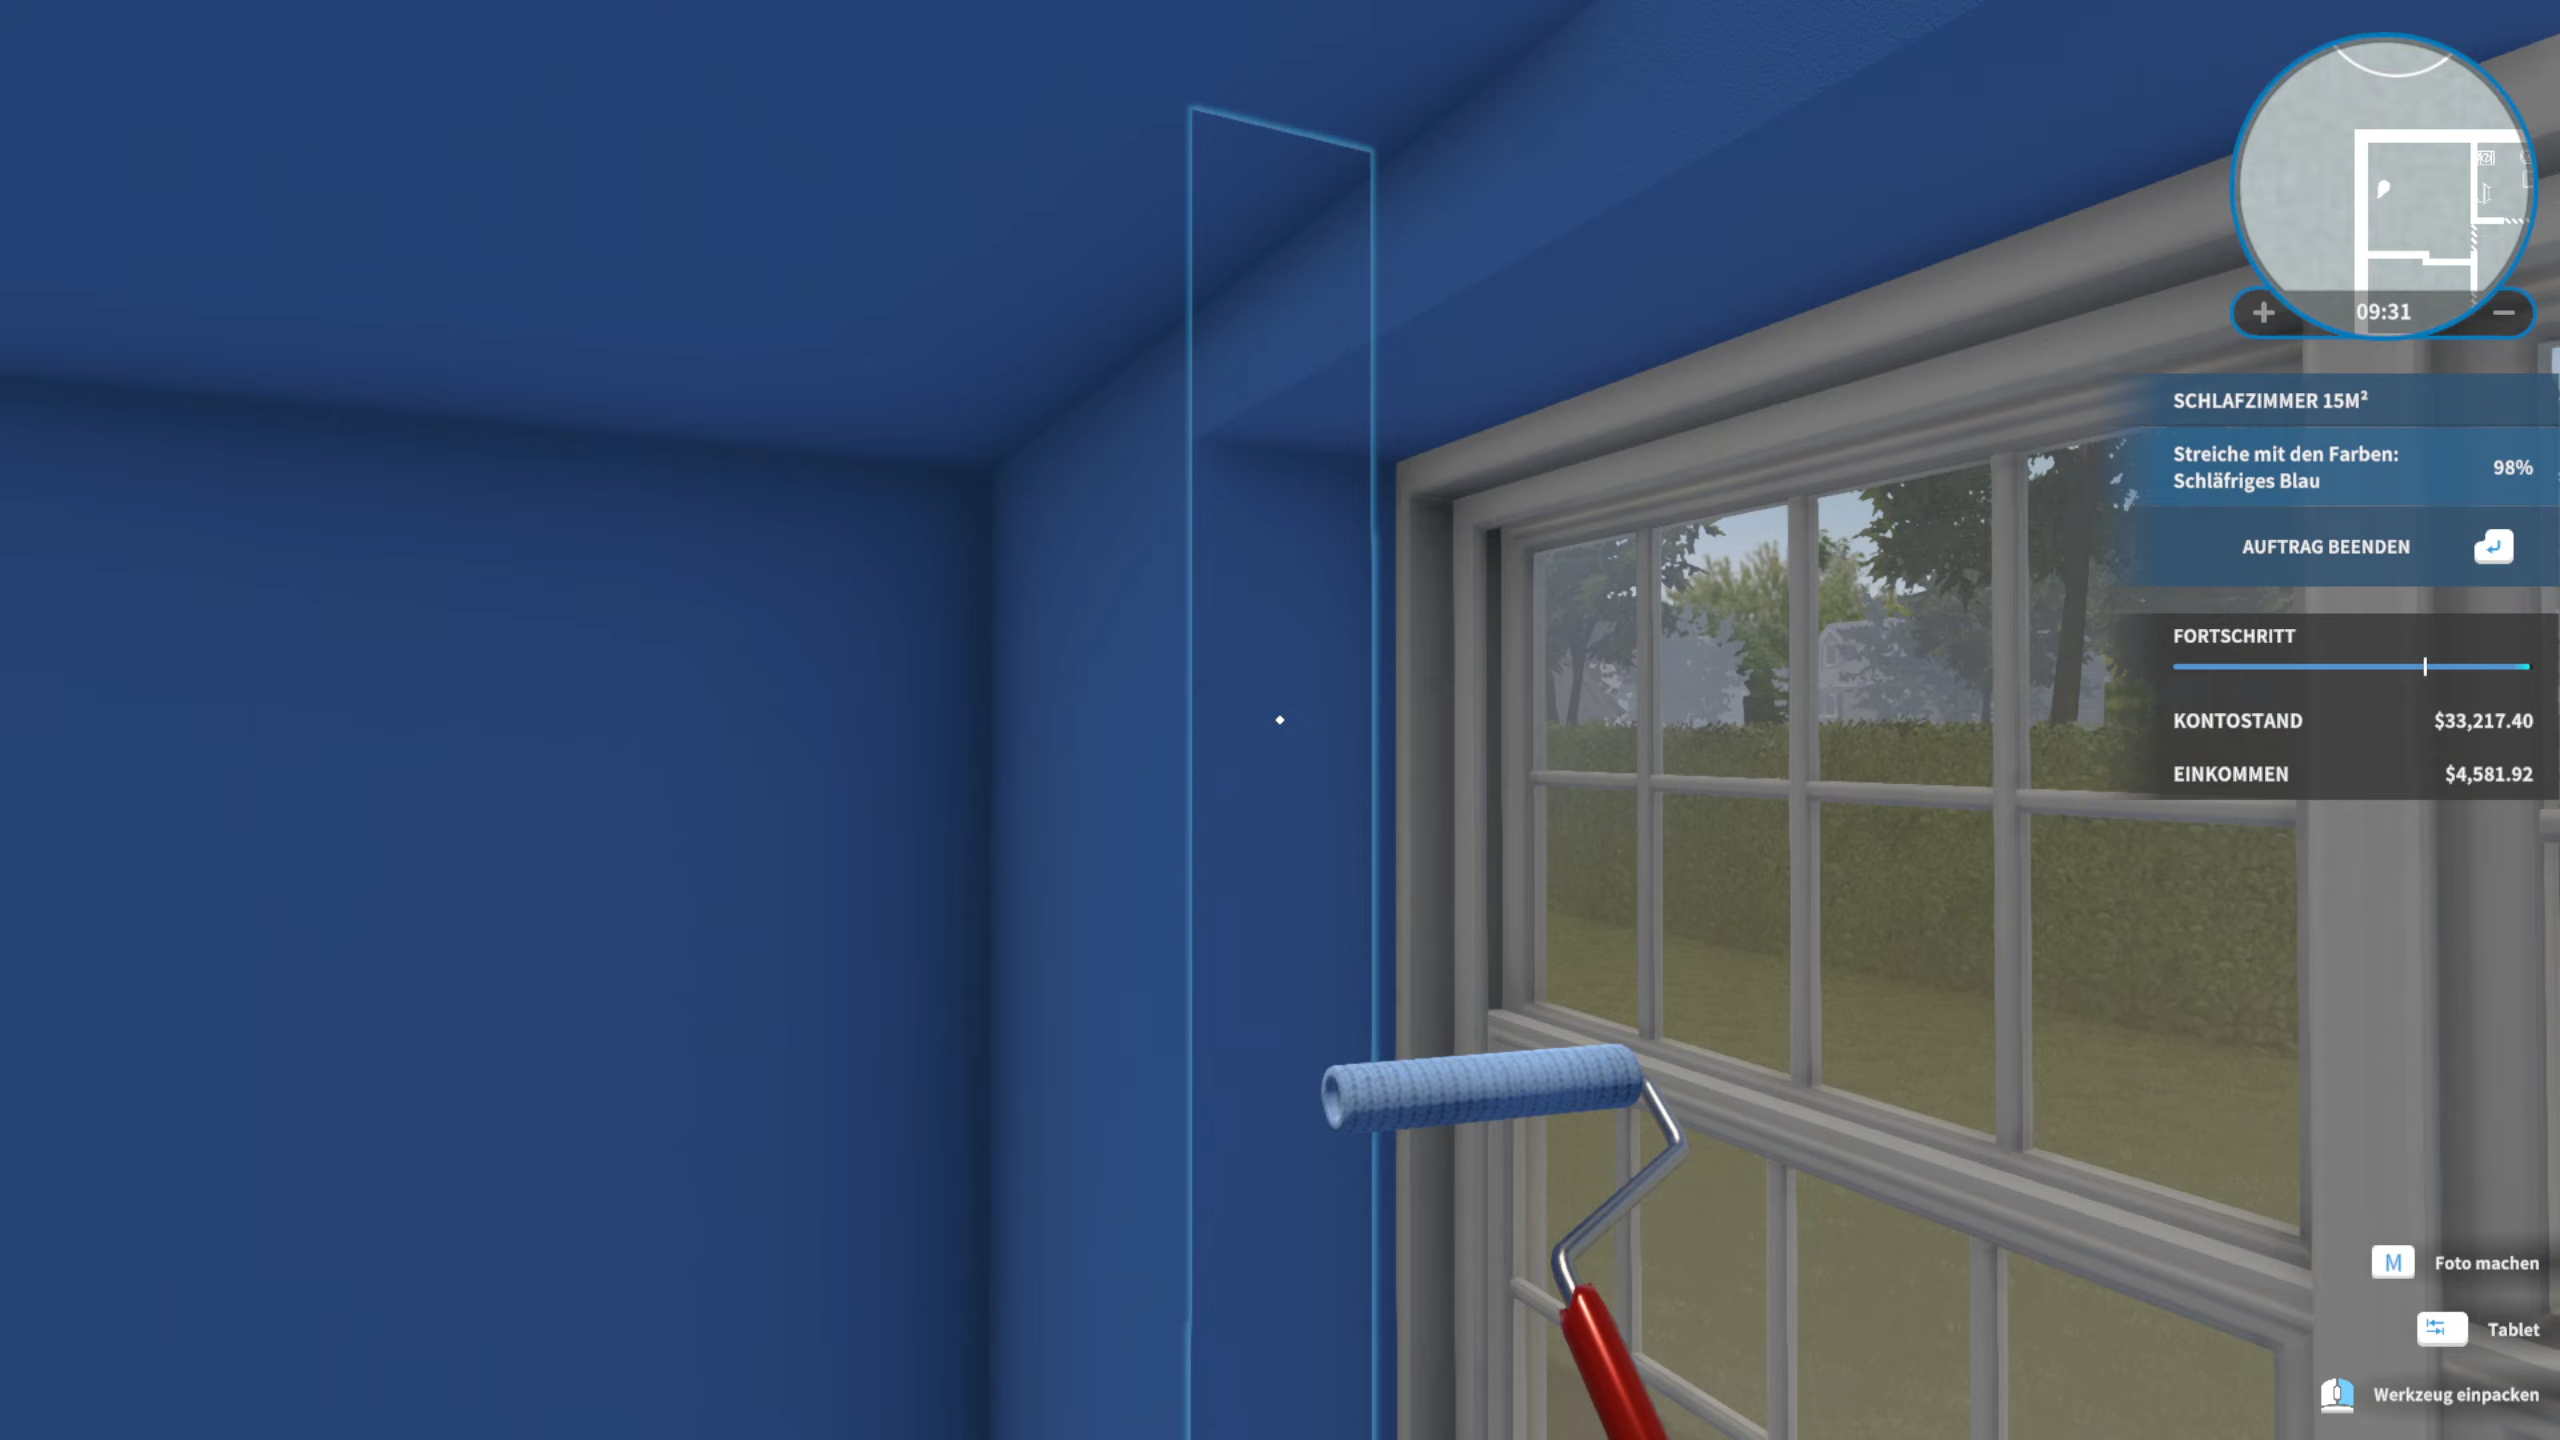 09:31
SCHLAFZIMMER 15M²
Streiche mit den Farben:
Schläfriges Blau
98%
AUFTRAG BEENDEN
FORTSCHRITT
KONTOSTAND $33,217.40
EINKOMMEN $4,581.92
M Foto machen
Tablet
Werkzeug einpacken